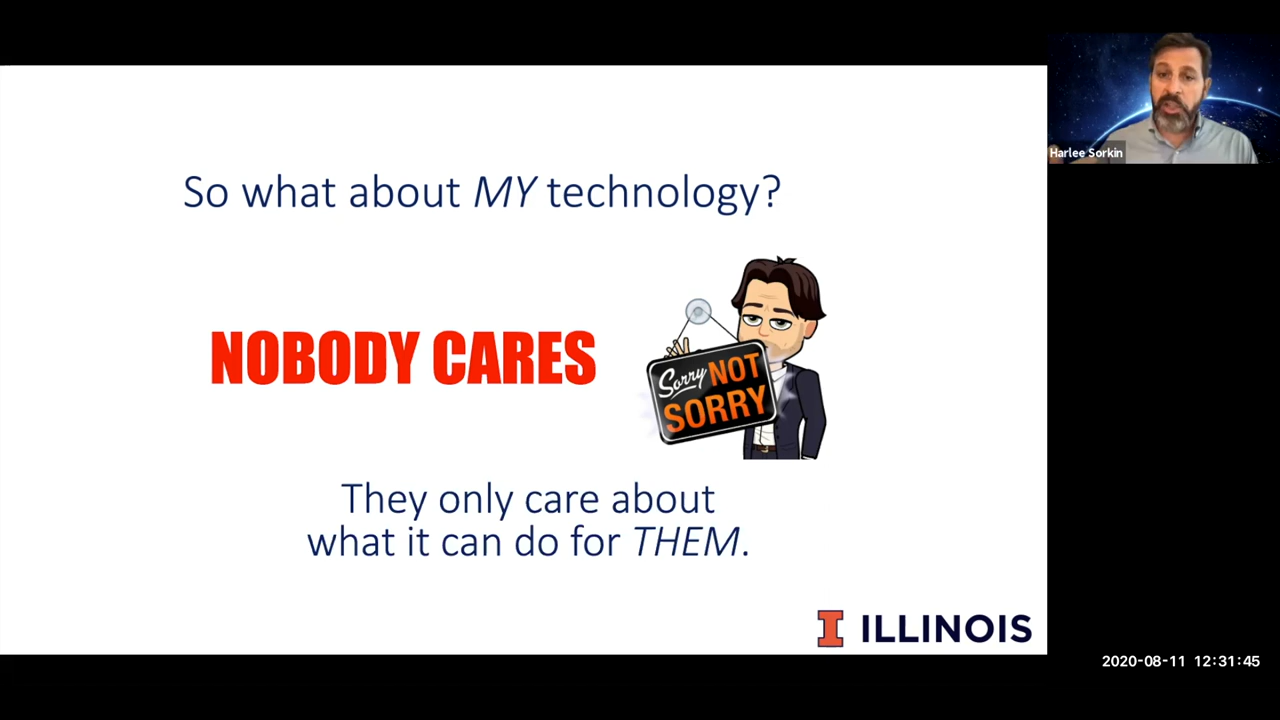 So what about MY technology?
NOBODY CARES
Sorry NOT
SORRY
They only care about
what it can do for THEM.
I ILLINOIS
Harlee Sorkin
2020-08-11 12:31:45